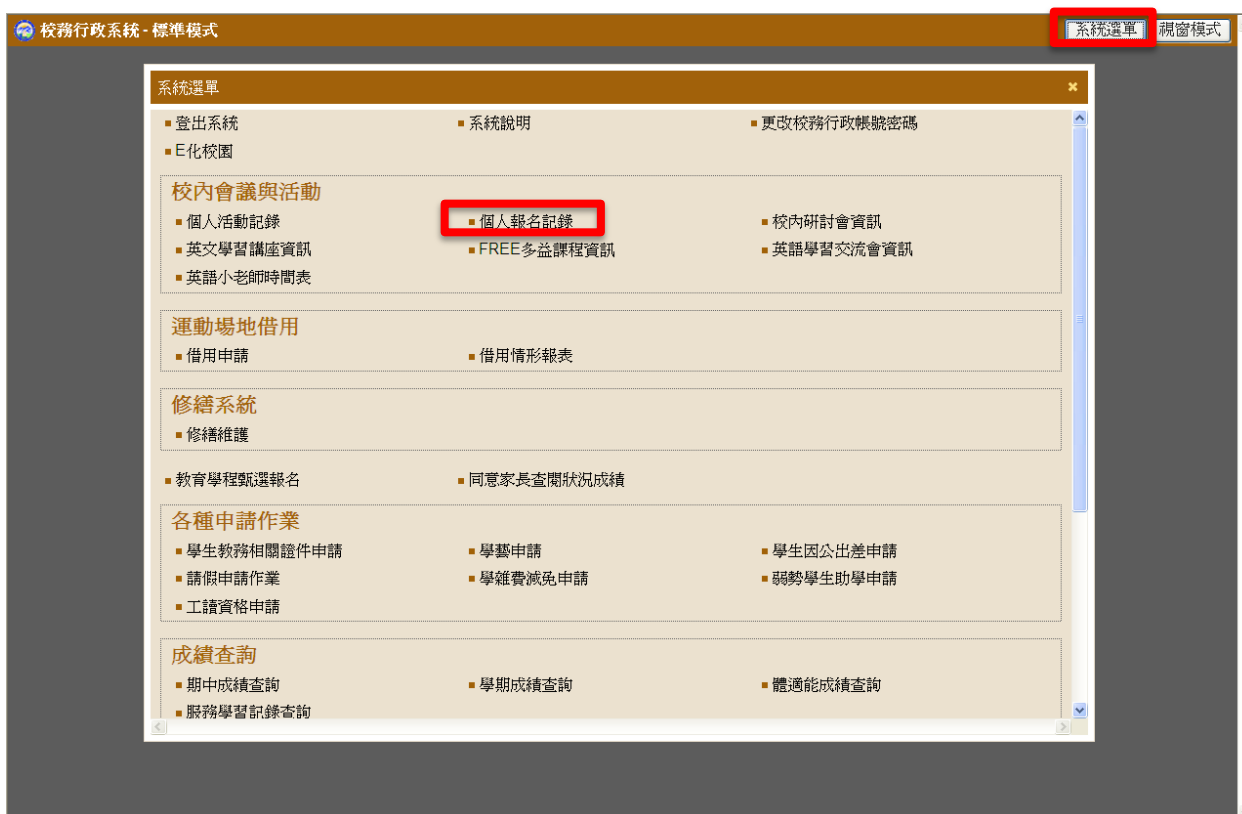 校務行政系統 - 標準模式 系統選單 視窗模式
系統選單
登出系統 系統說明 更改校務行政帳號密碼
E化校園
校內會議與活動
個人活動記錄 個人報名記錄 校內研討會資訊
英文學習講座資訊 FREE多益課程資訊 英語學習交流會資訊
英語小老師時間表
運動場地借用
借用申請 借用情形報表
修繕系統
修繕維護
教育學程甄選報名 同意家長查閱狀況成績
各種申請作業
學生教務相關證件申請 學藝申請 學生因公出差申請
請假申請作業 學雜費減免申請 弱勢學生助學申請
工讀資格申請
成績查詢
期中成績查詢 學期成績查詢 體適能成績查詢
服務學習記錄查詢